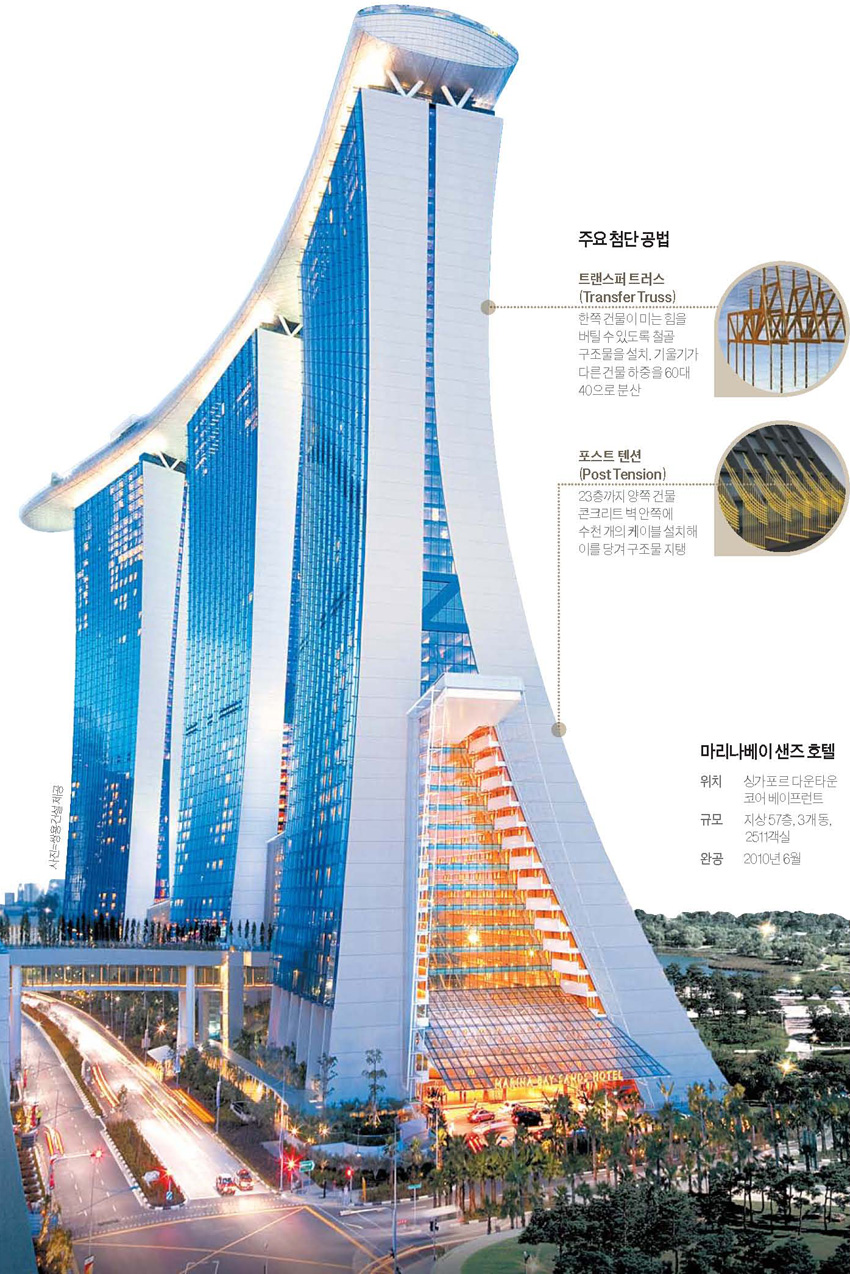 주요 첨단 공법
트랜스퍼 트러스
(Transfer Truss)
한쪽 건물이 미는 힘을
버틸 수 있도록 철골
구조물을 설치. 기울기가
다른 건물 하중을 60대
40으로 분산
포스트 텐션
(Post Tension)
23층까지 양쪽 건물
콘크리트 벽 안쪽에
수천 개의 케이블 설치해
이를 당겨 구조물 지탱
마리나베이 샌즈 호텔
위치 싱가포르 다운타운
코어 베이프런트
규모 지상 57층, 3개 동,
2511객실
완공 2010년 6월
사진=쌍용건설 제공
MARINA BAY SANDS HOTEL